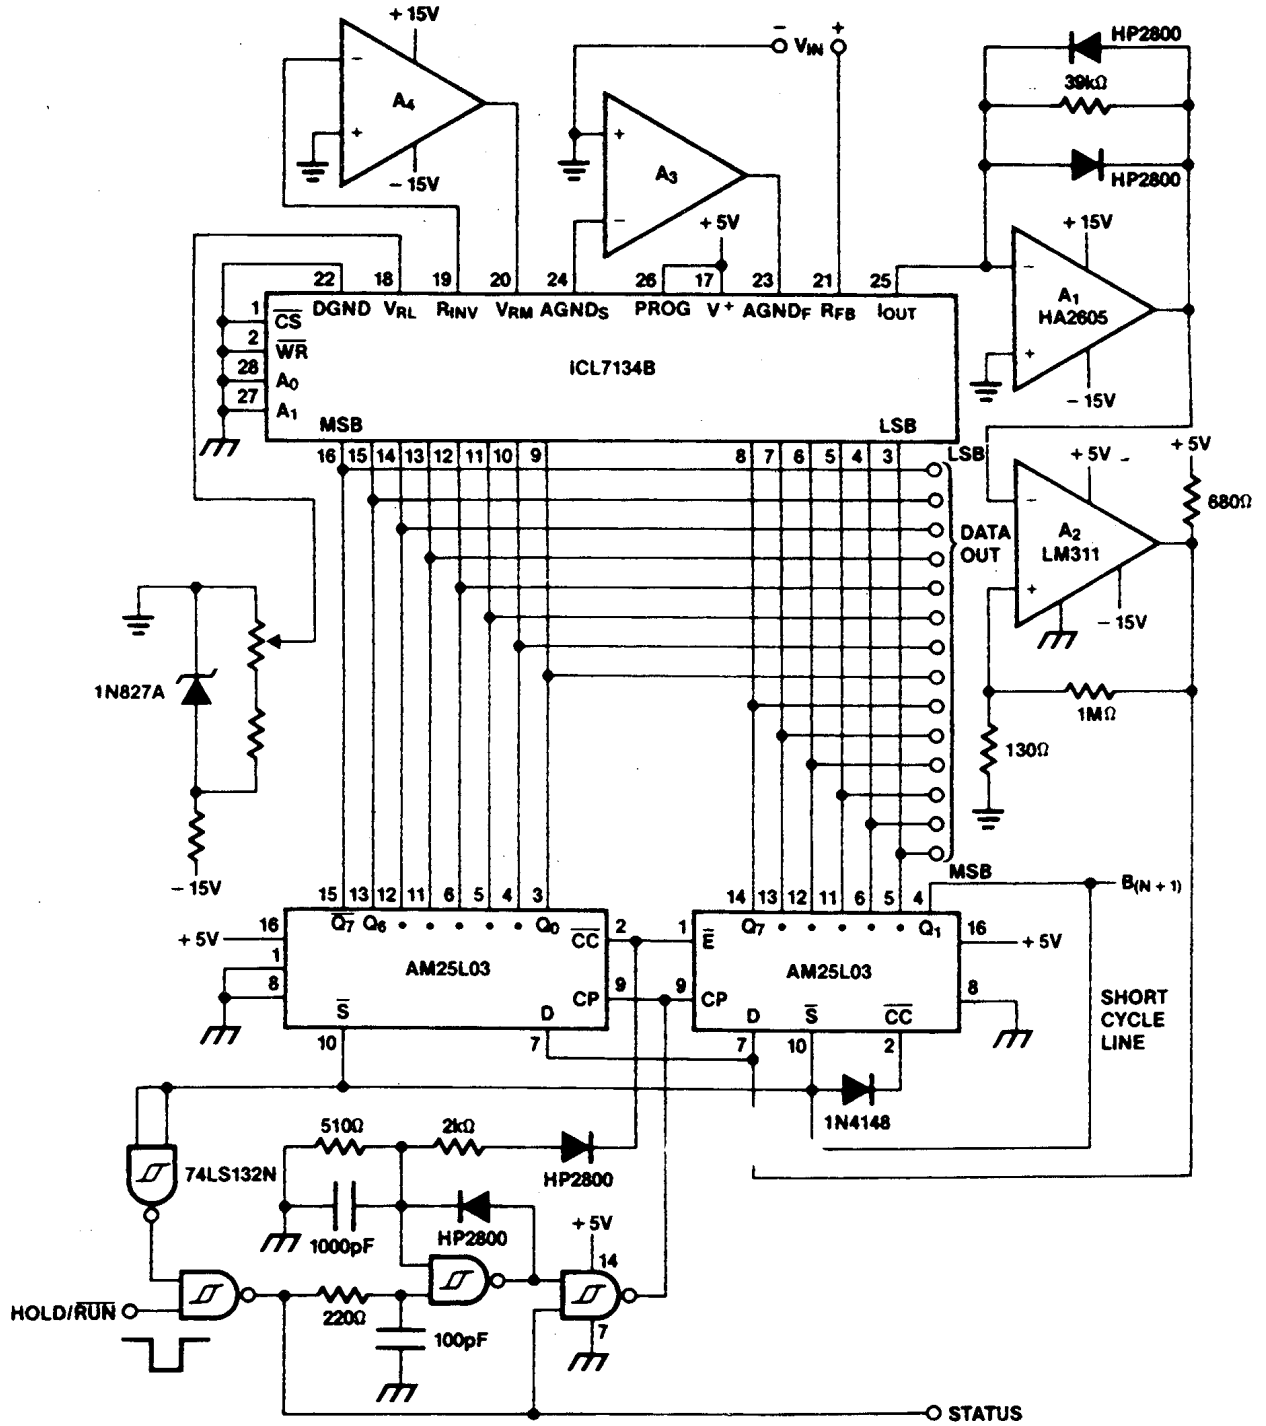 + 15V
− A4 +
− 15V
− VIN +
+ A3 −
+ 5V
HP2800
39kΩ
HP2800
+ 15V
− A1 HA2605 +
− 15V
22 18 19 20 24 26 17 23 21 25
DGND VRL RINV VRM AGNDS PROG V+ AGNDF RFB IOUT
1 CS
2 WR
28 A0
27 A1
ICL7134B
MSB LSB
16 15 14 13 12 11 10 9 8 7 6 5 4 3
LSB
DATA OUT
MSB
+ 5V
+ 5V
680Ω
− A2 LM311 +
− 15V
1MΩ
130Ω
1N827A
− 15V
15 13 12 11 6 5 4 3
14 13 12 11 6 5 4
B(N + 1)
Q7 Q6 Q0
Q7 Q1
+ 5V 16
1
8
AM25L03
CC 2
CP 9
S D
10 7
1 E
9 CP
AM25L03
16 + 5V
8
D S CC
7 10 2
SHORT
CYCLE
LINE
1N4148
510Ω
2kΩ
HP2800
74LS132N
1000pF
HP2800
+ 5V
14
7
HOLD/RUN
220Ω
100pF
STATUS